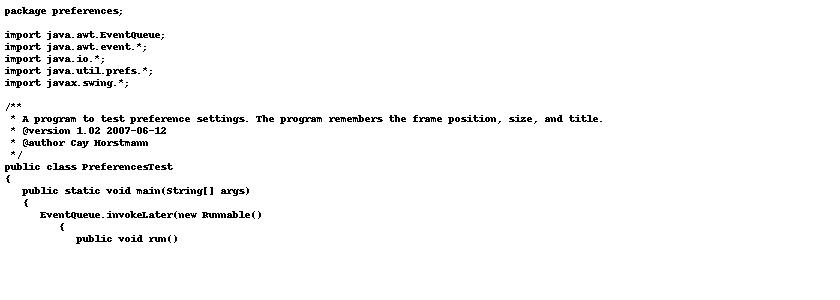 package preferences;

import java.awt.EventQueue;
import java.awt.event.*;
import java.io.*;
import java.util.prefs.*;
import javax.swing.*;

/**
 * A program to test preference settings. The program remembers the frame position, size, and title.
 * @version 1.02 2007-06-12
 * @author Cay Horstmann
 */
public class PreferencesTest
{
   public static void main(String[] args)
   {
      EventQueue.invokeLater(new Runnable()
         {
            public void run()